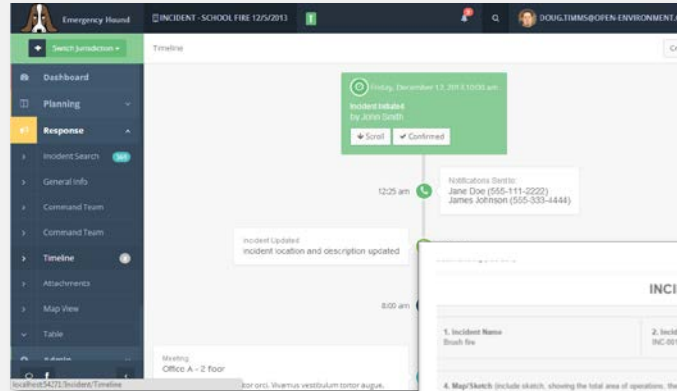 Emergency Hound
INCIDENT - SCHOOL FIRE 12/5/2013
DOUG.TIMMS@OPEN-ENVIRONMENT.
Switch Jurisdiction
Timeline
Dashboard
Planning
Response
Incident Search
General Info
Command Team
Command Team
Timeline
Attachments
Map View
Table
Admin
localhost:54271/Incident/Timeline
Friday, December 12, 2013 10:00 am
Incident Initiated
by John Smith
Scroll
Confirmed
12:25 am
Notifications Sent to:
Jane Doe (555-111-2222)
James Johnson (555-333-4444)
Incident Updated
incident location and description updated
8:00 am
Meeting
Office A - 2 floor
tor orci. Vivamus vestibulum tortor augue,
INCI
1. Incident Name
Brush fire
2. Incid
INC-001
4. Map/Sketch (include sketch, showing the total area of operations, the